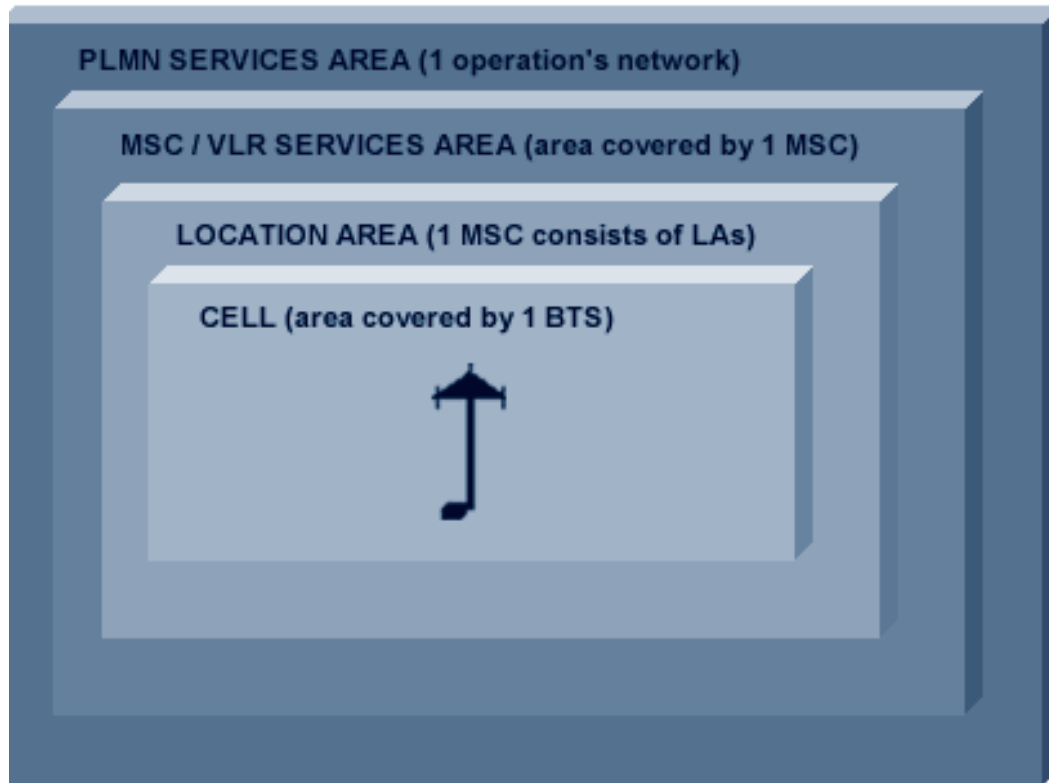 PLMN SERVICES AREA (1 operation's network)
MSC / VLR SERVICES AREA (area covered by 1 MSC)
LOCATION AREA (1 MSC consists of LAs)
CELL (area covered by 1 BTS)